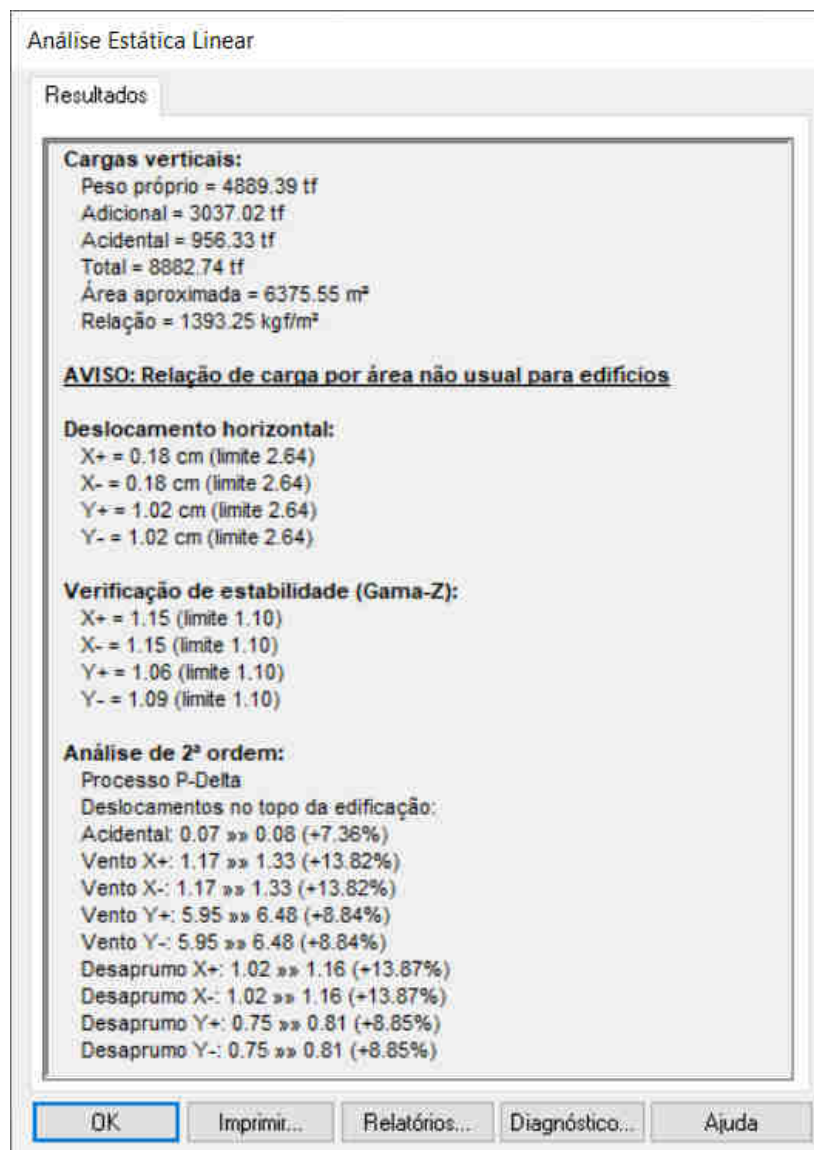 Análise Estática Linear
Resultados
Cargas verticais:
Peso próprio = 4889.39 tf
Adicional = 3037.02 tf
Acidental = 956.33 tf
Total = 8882.74 tf
Área aproximada = 6375.55 m²
Relação = 1393.25 kgf/m²
AVISO: Relação de carga por área não usual para edifícios
Deslocamento horizontal:
X+ = 0.18 cm (limite 2.64)
X- = 0.18 cm (limite 2.64)
Y+ = 1.02 cm (limite 2.64)
Y- = 1.02 cm (limite 2.64)
Verificação de estabilidade (Gama-Z):
X+ = 1.15 (limite 1.10)
X- = 1.15 (limite 1.10)
Y+ = 1.06 (limite 1.10)
Y- = 1.09 (limite 1.10)
Análise de 2ª ordem:
Processo P-Delta
Deslocamentos no topo da edificação:
Acidental: 0.07 »» 0.08 (+7.36%)
Vento X+: 1.17 »» 1.33 (+13.82%)
Vento X-: 1.17 »» 1.33 (+13.82%)
Vento Y+: 5.95 »» 6.48 (+8.84%)
Vento Y-: 5.95 »» 6.48 (+8.84%)
Desaprumo X+: 1.02 »» 1.16 (+13.87%)
Desaprumo X-: 1.02 »» 1.16 (+13.87%)
Desaprumo Y+: 0.75 »» 0.81 (+8.85%)
Desaprumo Y-: 0.75 »» 0.81 (+8.85%)
OK Imprimir... Relatórios... Diagnóstico... Ajuda